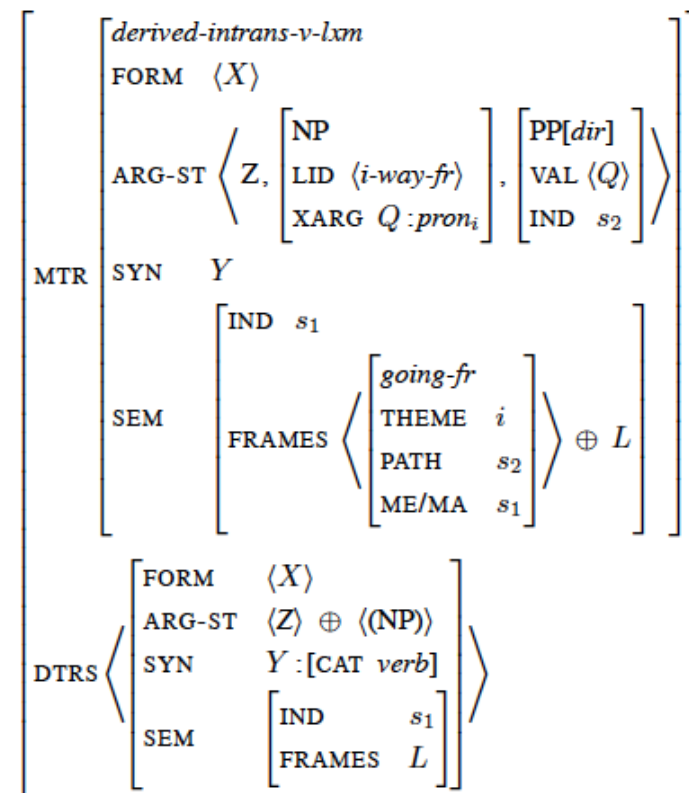 derived-intrans-v-lxm
FORM ⟨X⟩
ARG-ST ⟨ Z, [NP LID ⟨i-way-fr⟩ XARG Q : pronᵢ], [PP[dir] VAL ⟨Q⟩ IND s₂] ⟩
MTR SYN Y
IND s₁
SEM FRAMES ⟨ [going-fr THEME i PATH s₂ ME/MA s₁] ⟩ ⊕ L
FORM ⟨X⟩
ARG-ST ⟨Z⟩ ⊕ ⟨(NP)⟩
DTRS ⟨ SYN Y : [CAT verb] ⟩
SEM [IND s₁ FRAMES L]